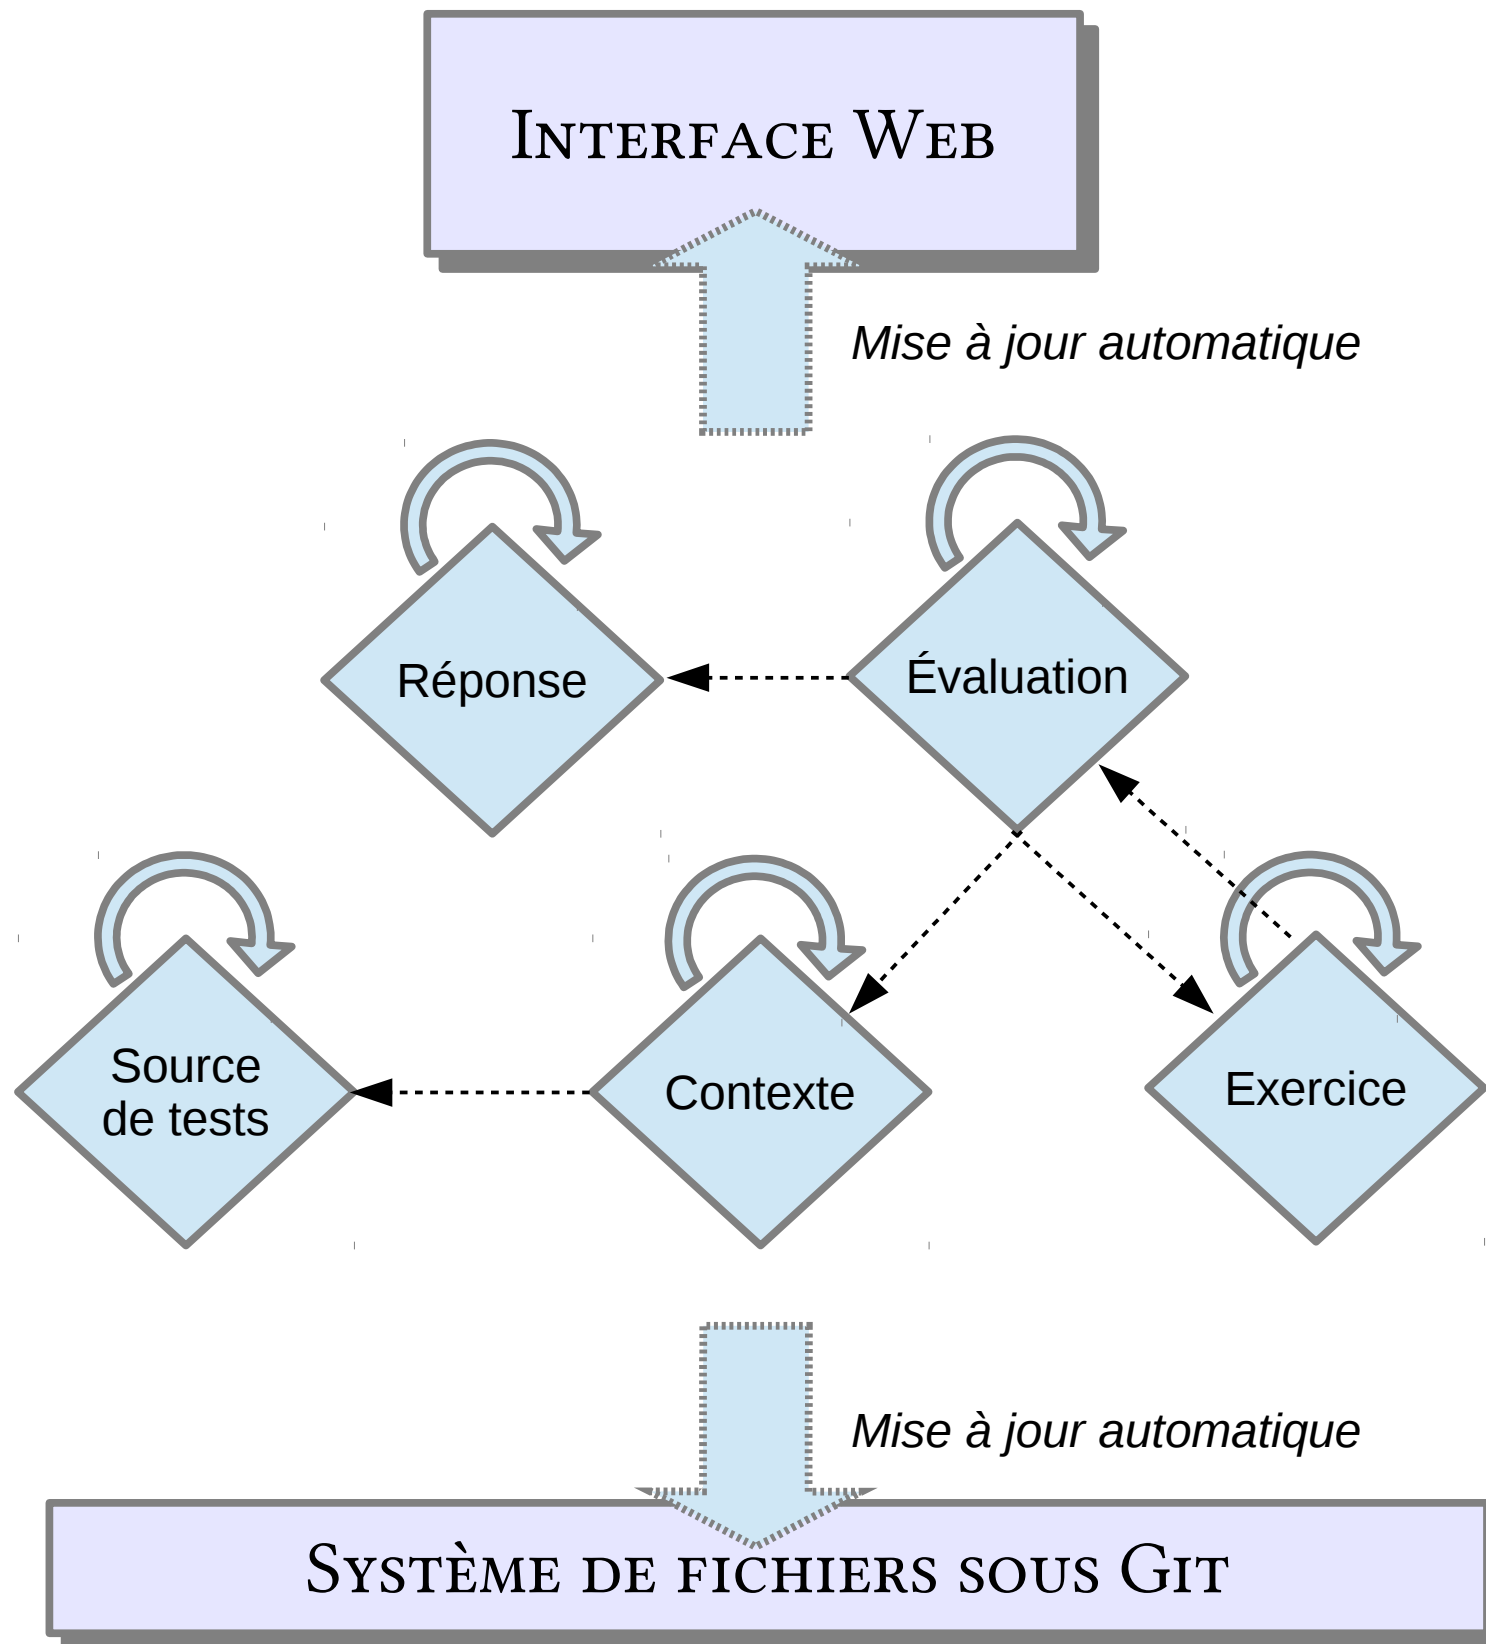 Interface Web
Mise à jour automatique
Réponse
Évaluation
Source
de tests
Contexte
Exercice
Mise à jour automatique
Système de fichiers sous Git